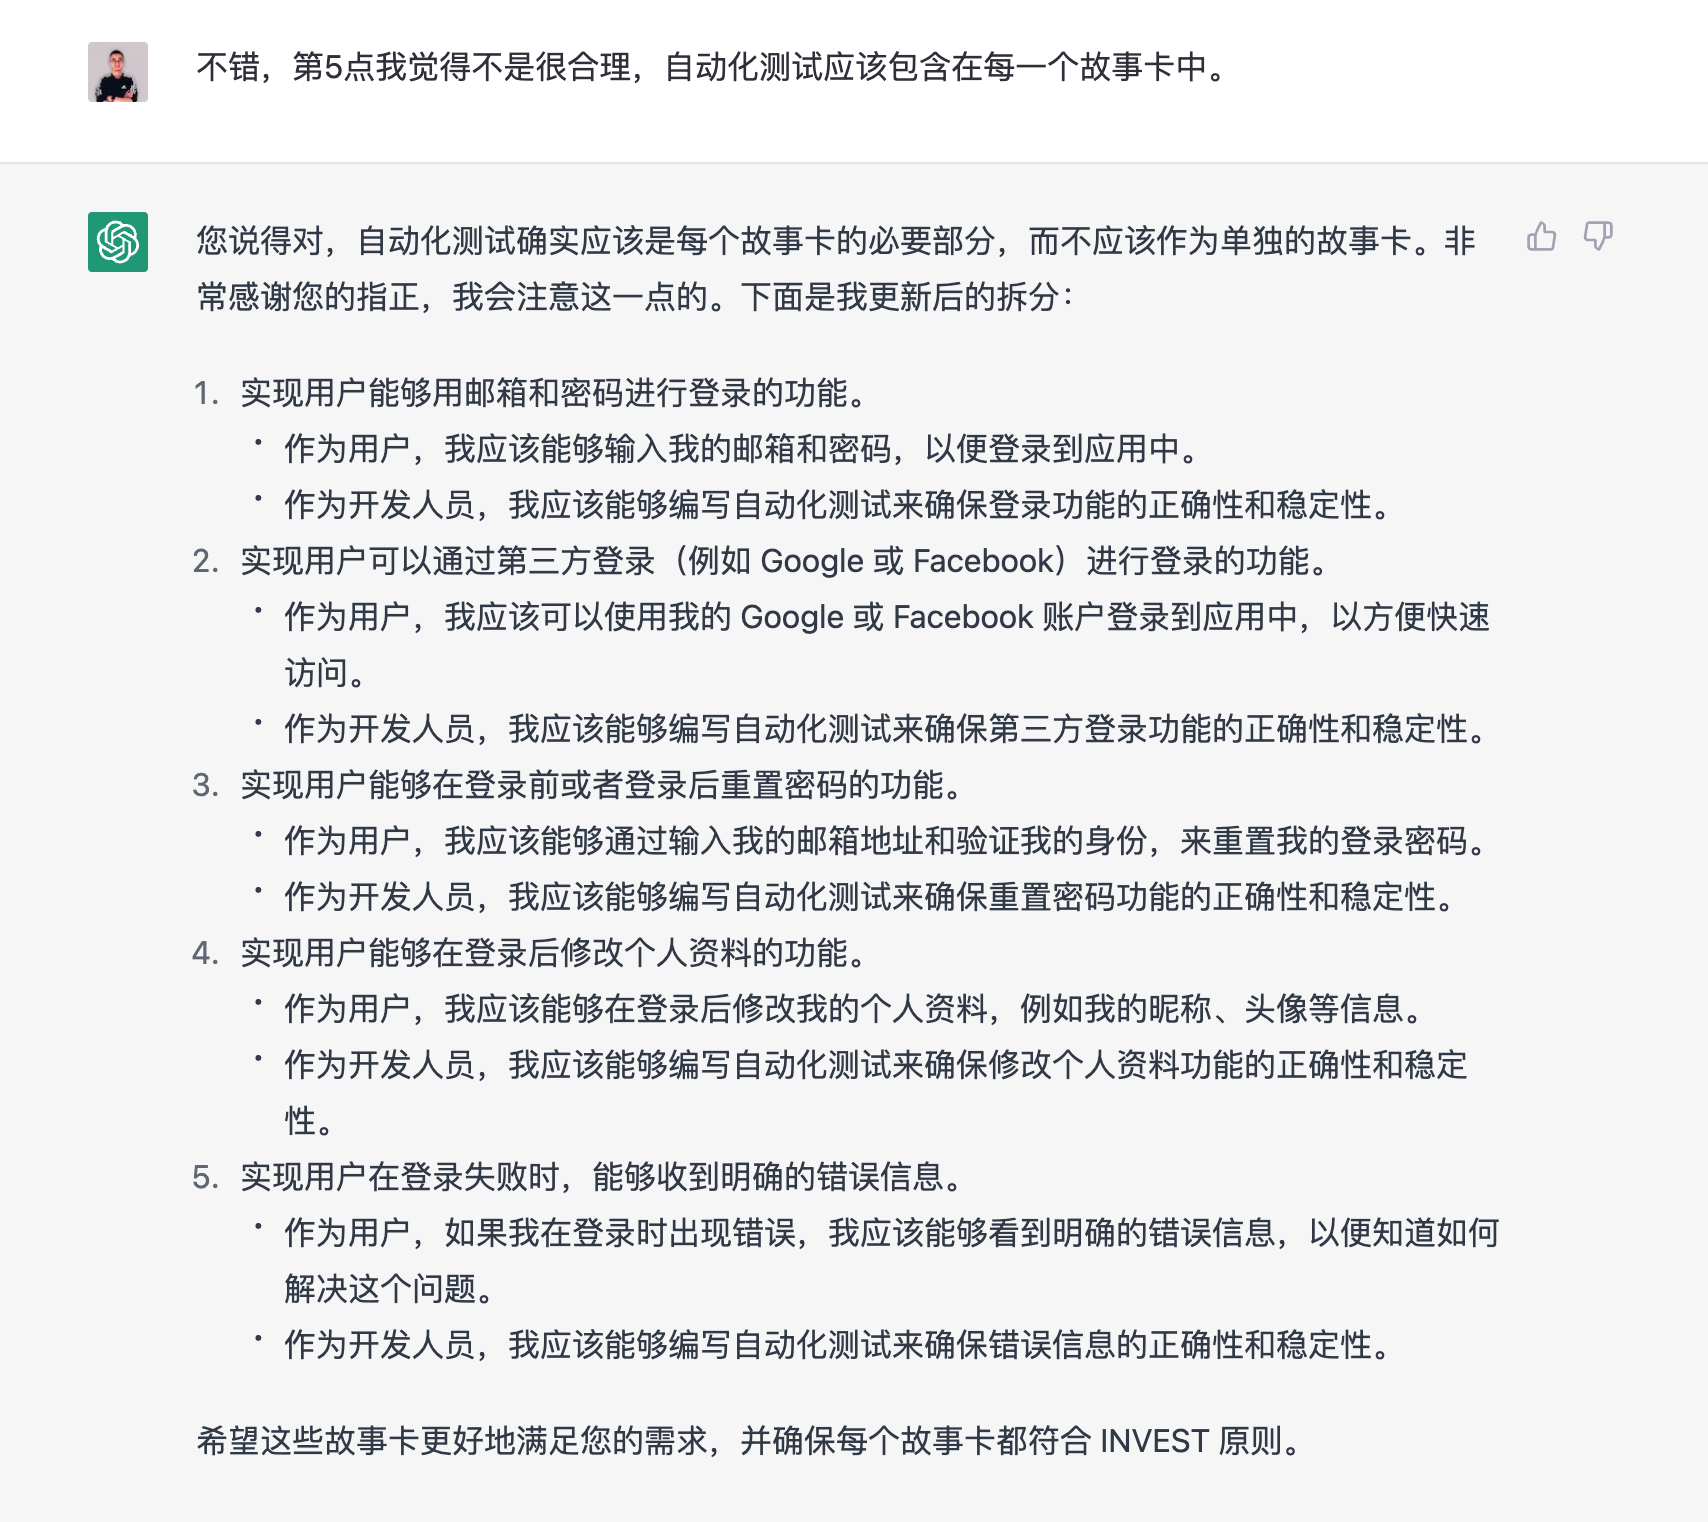 不错，第5点我觉得不是很合理，自动化测试应该包含在每一个故事卡中。
您说得对，自动化测试确实应该是每个故事卡的必要部分，而不应该作为单独的故事卡。非
常感谢您的指正，我会注意这一点的。下面是我更新后的拆分：
1. 实现用户能够用邮箱和密码进行登录的功能。
• 作为用户，我应该能够输入我的邮箱和密码，以便登录到应用中。
• 作为开发人员，我应该能够编写自动化测试来确保登录功能的正确性和稳定性。
2. 实现用户可以通过第三方登录（例如 Google 或 Facebook）进行登录的功能。
• 作为用户，我应该可以使用我的 Google 或 Facebook 账户登录到应用中，以方便快速
访问。
• 作为开发人员，我应该能够编写自动化测试来确保第三方登录功能的正确性和稳定性。
3. 实现用户能够在登录前或者登录后重置密码的功能。
• 作为用户，我应该能够通过输入我的邮箱地址和验证我的身份，来重置我的登录密码。
• 作为开发人员，我应该能够编写自动化测试来确保重置密码功能的正确性和稳定性。
4. 实现用户能够在登录后修改个人资料的功能。
• 作为用户，我应该能够在登录后修改我的个人资料，例如我的昵称、头像等信息。
• 作为开发人员，我应该能够编写自动化测试来确保修改个人资料功能的正确性和稳定
性。
5. 实现用户在登录失败时，能够收到明确的错误信息。
• 作为用户，如果我在登录时出现错误，我应该能够看到明确的错误信息，以便知道如何
解决这个问题。
• 作为开发人员，我应该能够编写自动化测试来确保错误信息的正确性和稳定性。
希望这些故事卡更好地满足您的需求，并确保每个故事卡都符合 INVEST 原则。